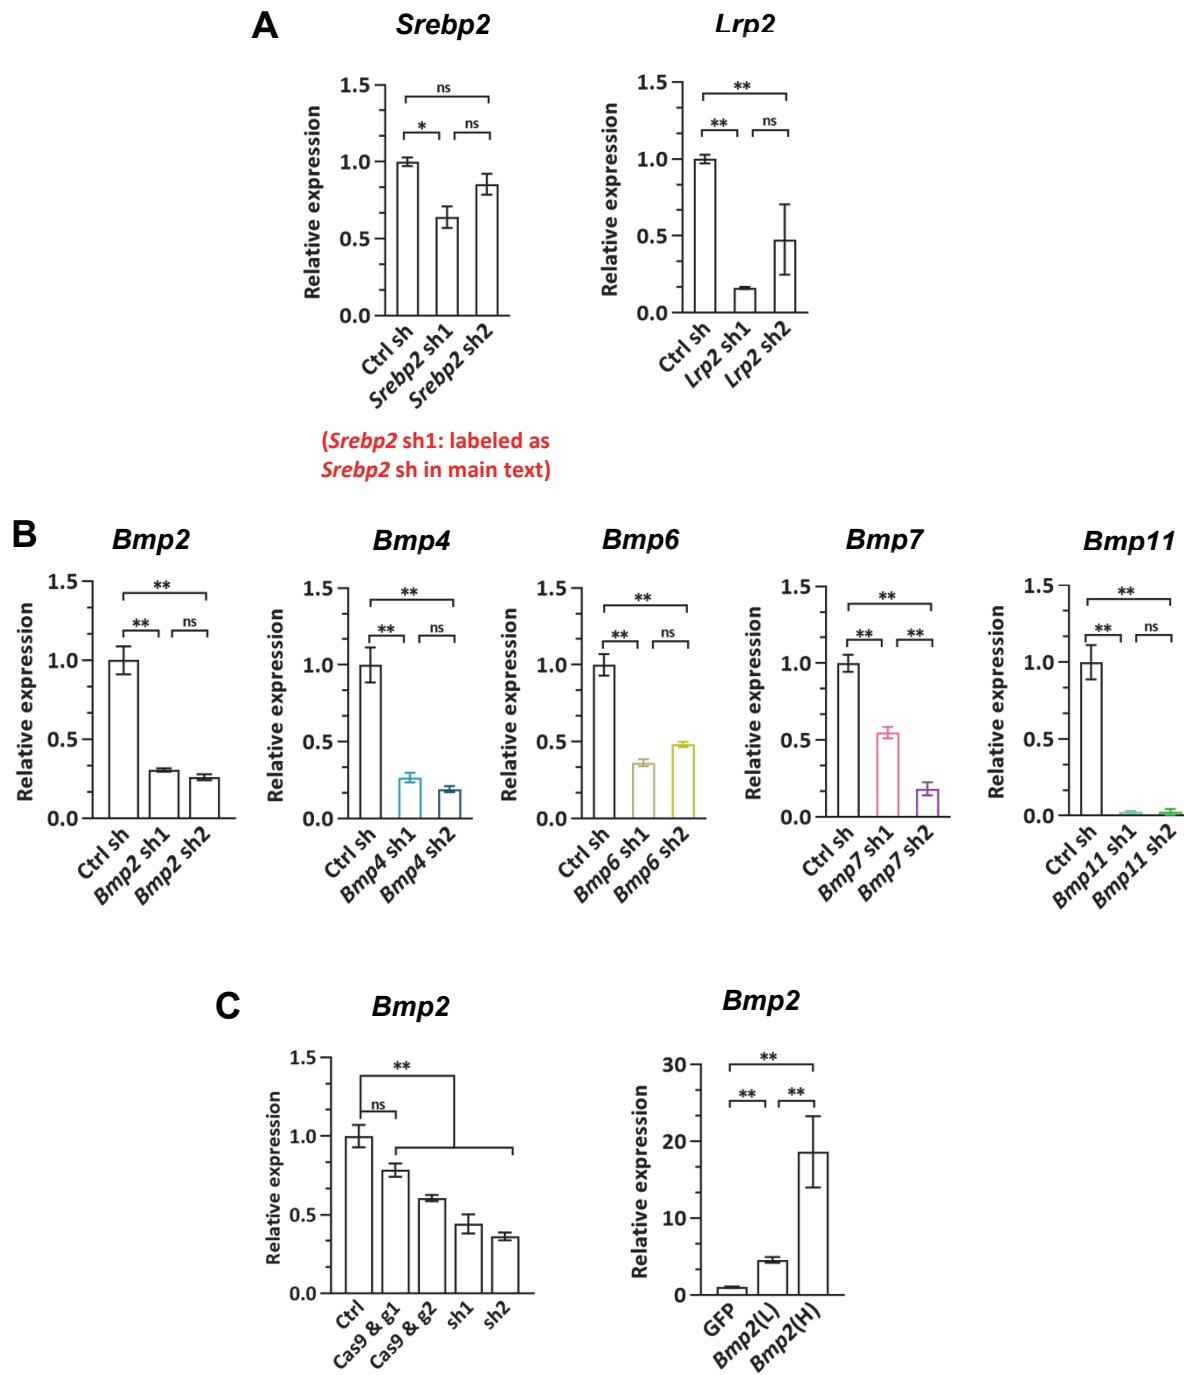 A
Srebp2
Lrp2
Relative expression
1.5
1.0
0.5
0.0
ns
*
ns
Ctrl sh
Srebp2 sh1
Srebp2 sh2
Relative expression
1.5
1.0
0.5
0.0
**
**
ns
Ctrl sh
Lrp2 sh1
Lrp2 sh2
(Srebp2 sh1: labeled as
Srebp2 sh in main text)
B
Bmp2
Bmp4
Bmp6
Bmp7
Bmp11
Relative expression
1.5
1.0
0.5
0.0
**
**
ns
Ctrl sh
Bmp2 sh1
Bmp2 sh2
Relative expression
1.5
1.0
0.5
0.0
**
**
ns
Ctrl sh
Bmp4 sh1
Bmp4 sh2
Relative expression
1.5
1.0
0.5
0.0
**
**
ns
Ctrl sh
Bmp6 sh1
Bmp6 sh2
Relative expression
1.5
1.0
0.5
0.0
**
**
**
Ctrl sh
Bmp7 sh1
Bmp7 sh2
Relative expression
1.5
1.0
0.5
0.0
**
**
ns
Ctrl sh
Bmp11 sh1
Bmp11 sh2
C
Bmp2
Bmp2
Relative expression
1.5
1.0
0.5
0.0
**
ns
Ctrl
Cas9 & g1
Cas9 & g2
sh1
sh2
Relative expression
30
20
10
0
**
**
**
GFP
Bmp2(L)
Bmp2(H)